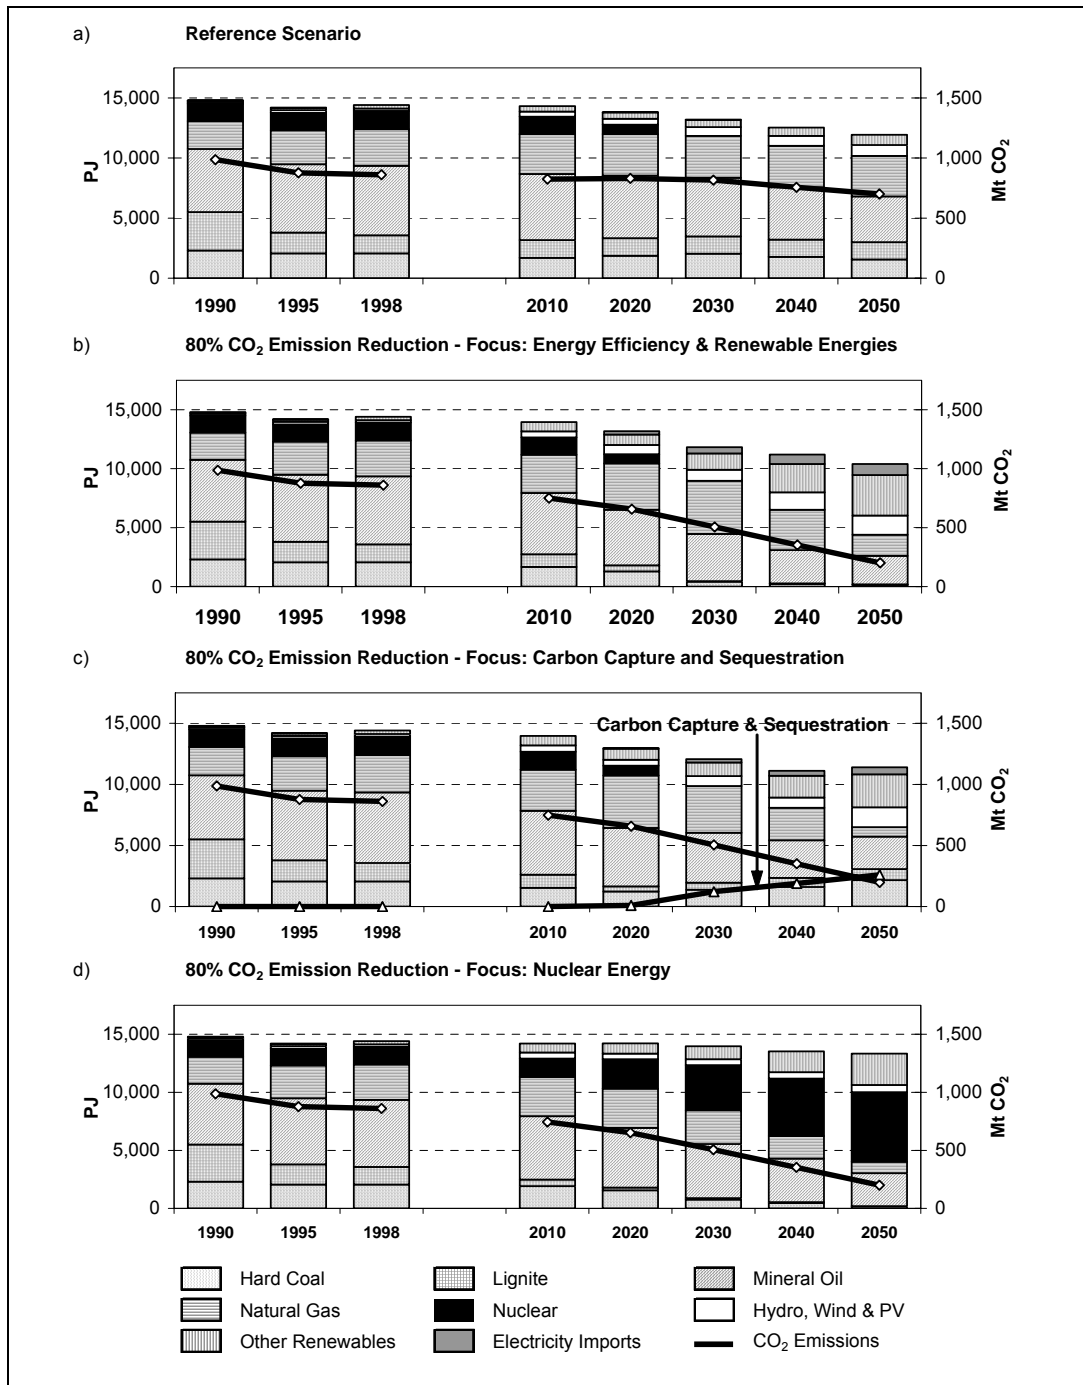 a) Reference Scenario
15,000 1,500
10,000 1,000
5,000 500
0 0
PJ
Mt CO₂
1990 1995 1998 2010 2020 2030 2040 2050
b) 80% CO₂ Emission Reduction - Focus: Energy Efficiency & Renewable Energies
15,000 1,500
10,000 1,000
5,000 500
0 0
PJ
Mt CO₂
1990 1995 1998 2010 2020 2030 2040 2050
c) 80% CO₂ Emission Reduction - Focus: Carbon Capture and Sequestration
Carbon Capture & Sequestration
15,000 1,500
10,000 1,000
5,000 500
0 0
PJ
Mt CO₂
1990 1995 1998 2010 2020 2030 2040 2050
d) 80% CO₂ Emission Reduction - Focus: Nuclear Energy
15,000 1,500
10,000 1,000
5,000 500
0 0
PJ
Mt CO₂
1990 1995 1998 2010 2020 2030 2040 2050
Hard Coal Lignite Mineral Oil
Natural Gas Nuclear Hydro, Wind & PV
Other Renewables Electricity Imports CO₂ Emissions